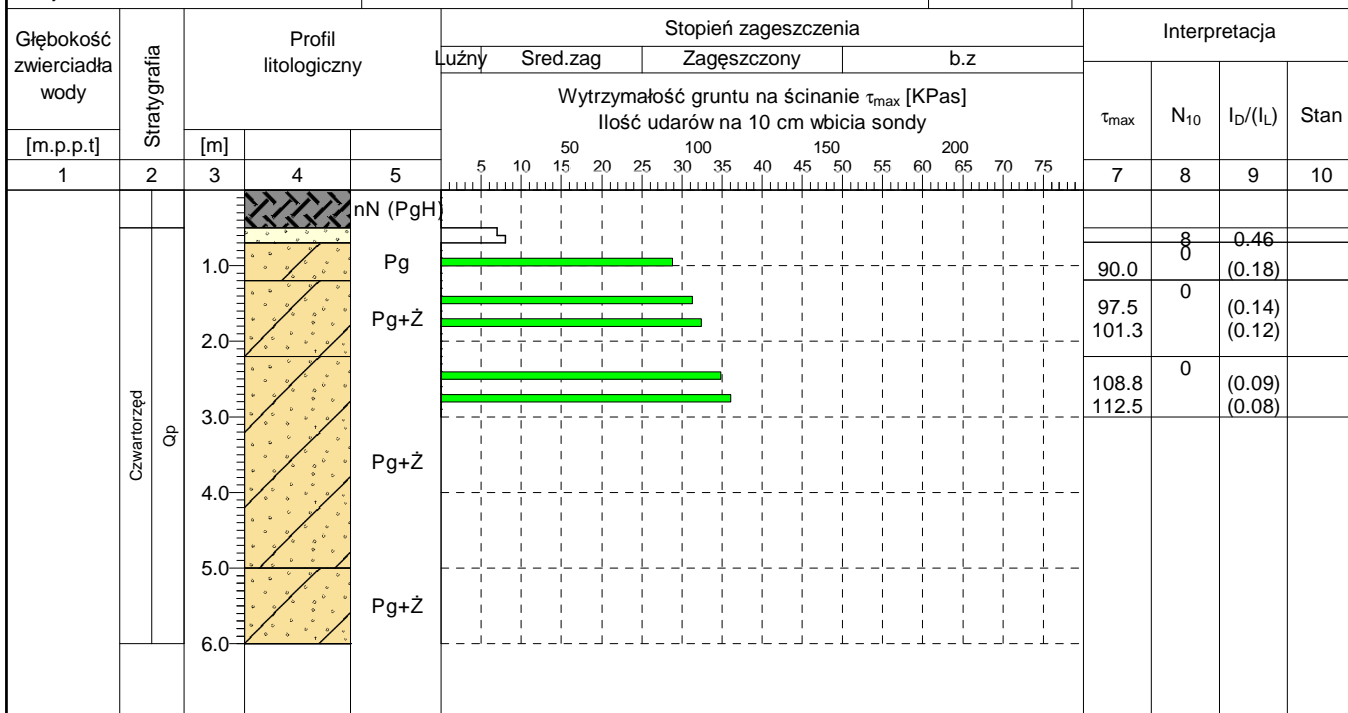 Głębokość zwierciadła wody
Stratygrafia
Profil litologiczny
Stopień zageszczenia
Interpretacja
Luźny Sred.zag Zagęszczony b.z
Wytrzymałość gruntu na ścinanie τmax [KPas]
Ilość udarów na 10 cm wbicia sondy
τmax N10 ID/(IL) Stan
[m.p.p.t] [m]
50 100 150 200
5 10 15 20 25 30 35 40 45 50 55 60 65 70 75
1 2 3 4 5 7 8 9 10
nN (PgH)
8 0.46
Pg
0
1.0
90.0 (0.18)
0
97.5 (0.14)
Pg+Ż
101.3 (0.12)
2.0
0
108.8 (0.09)
112.5 (0.08)
3.0
Czwartorzęd
Qp
Pg+Ż
4.0
5.0
Pg+Ż
6.0